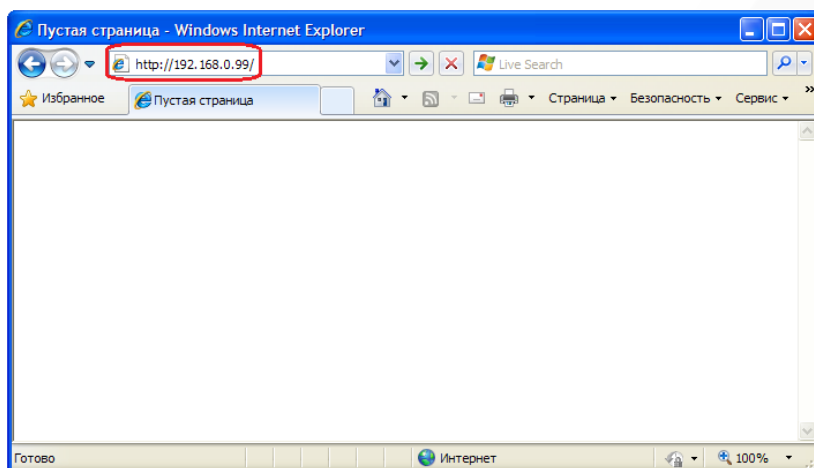 Пустая страница - Windows Internet Explorer
http://192.168.0.99/
Live Search
Избранное
Пустая страница
Страница
Безопасность
Сервис
»
Готово
Интернет
100%